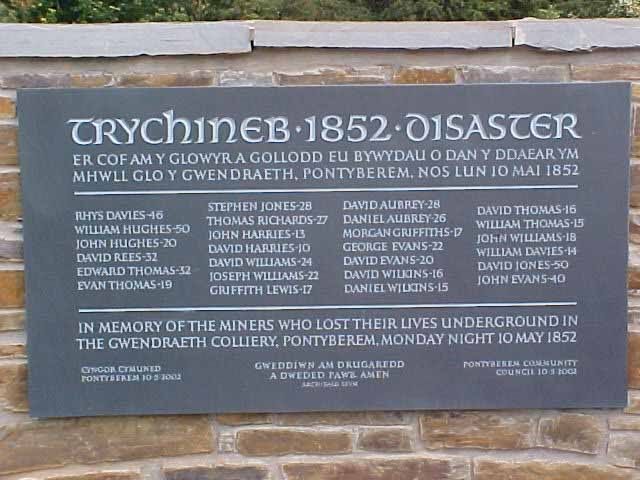 TRYCHINEB · 1852 · DISASTER
ER COF AM Y GLOWYR A GOLLODD EU BYWYDAU O DAN Y DDAEAR YM
MHWLL GLO Y GWENDRAETH, PONTYBEREM, NOS LUN 10 MAI 1852
RHYS DAVIES-46
WILLIAM HUGHES-50
JOHN HUGHES-20
DAVID REES-32
EDWARD THOMAS-32
EVAN THOMAS-19
STEPHEN JONES-28
THOMAS RICHARDS-27
JOHN HARRIES-13
DAVID HARRIES-10
DAVID WILLIAMS-24
JOSEPH WILLIAMS-22
GRIFFITH LEWIS-17
DAVID AUBREY-28
DANIEL AUBREY-26
MORGAN GRIFFITHS-17
GEORGE EVANS-22
DAVID EVANS-20
DAVID WILKINS-16
DANIEL WILKINS-15
DAVID THOMAS-16
WILLIAM THOMAS-15
JOHN WILLIAMS-18
WILLIAM DAVIES-14
DAVID JONES-50
JOHN EVANS-40
IN MEMORY OF THE MINERS WHO LOST THEIR LIVES UNDERGROUND IN
THE GWENDRAETH COLLIERY, PONTYBEREM, MONDAY NIGHT 10 MAY 1852
CYNGOR CYMUNED
PONTYBEREM 10·5·2002
GWEDDIWN AM DRUGAREDD
A DWEDED PAWB, AMEN
PONTYBEREM COMMUNITY
COUNCIL 10·5·2002